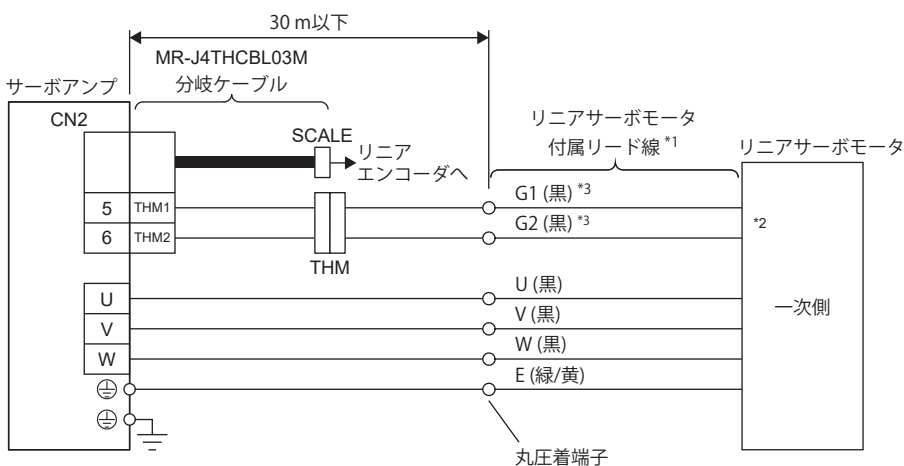 30 m以下
MR-J4THCBL03M
分岐ケーブル
サーボアンプ
CN2
SCALE
リニア
エンコーダへ
リニアサーボモータ
付属リード線 *1
リニアサーボモータ
5 THM1
6 THM2
THM
G1 (黒) *3
G2 (黒) *3
*2
U
V
W
U (黒)
V (黒)
W (黒)
E (緑/黄)
一次側
丸圧着端子